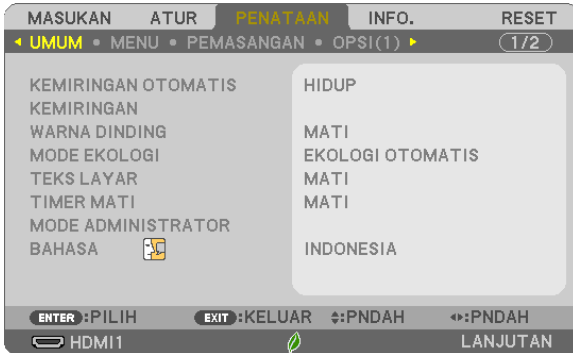 MASUKAN ATUR PENATAAN INFO. RESET
UMUM • MENU • PEMASANGAN • OPSI(1) 1/2
KEMIRINGAN OTOMATIS HIDUP
KEMIRINGAN
WARNA DINDING MATI
MODE EKOLOGI EKOLOGI OTOMATIS
TEKS LAYAR MATI
TIMER MATI MATI
MODE ADMINISTRATOR
BAHASA INDONESIA
ENTER :PILIH EXIT :KELUAR :PNDAH :PNDAH
HDMI1 LANJUTAN